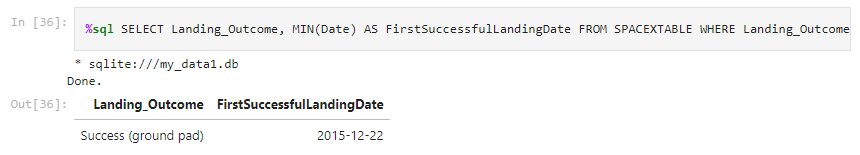 In [36]: %sql SELECT Landing_Outcome, MIN(Date) AS FirstSuccessfulLandingDate FROM SPACEXTABLE WHERE Landing_Outcome
* sqlite:///my_data1.db
Done.
Out[36]: Landing_Outcome FirstSuccessfulLandingDate
Success (ground pad) 2015-12-22